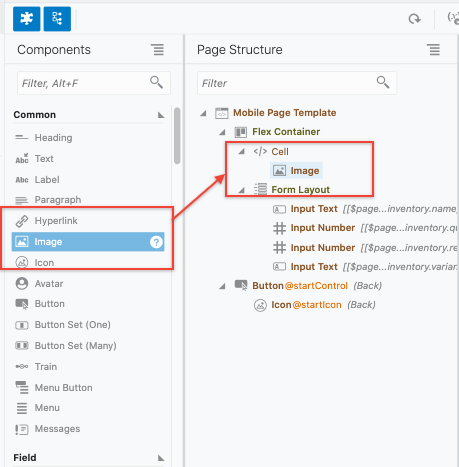 Components
Filter, Alt+F
Common
Heading
Abc Text
Abc Label
Paragraph
Hyperlink
Image ?
Icon
Avatar
Button
Button Set (One)
Button Set (Many)
Train
Menu Button
Menu
Messages
Field
Page Structure
Filter
Mobile Page Template
Flex Container
</> Cell
Image
Form Layout
Input Text [[$page...inventory.name
Input Number [[$page...inventory.qu
Input Number [[$page...inventory.re
Input Text [[$page...inventory.varian
Button@startControl (Back)
Icon@startIcon (Back)